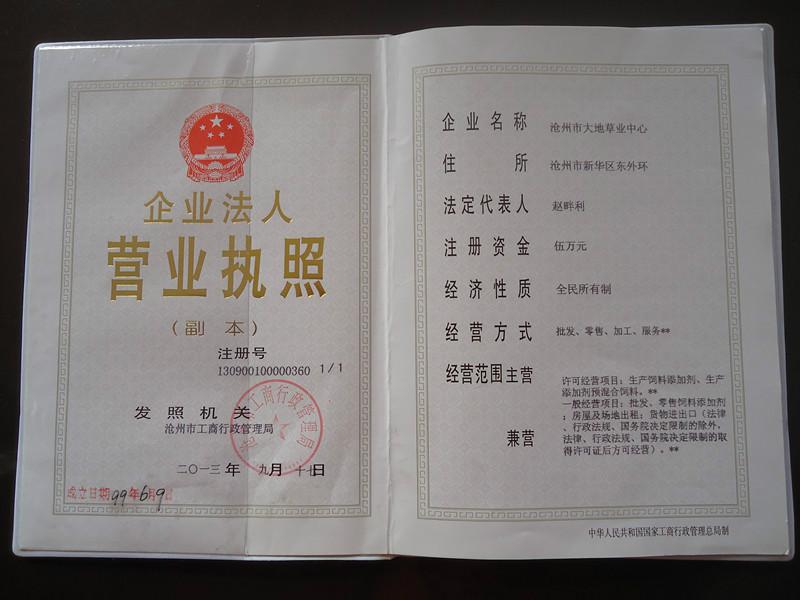 企业法人
营业执照
（副本）
注册号
130900100000360 1/1
发照机关
沧州市工商行政管理局
二〇一三年 九月 十七日
成立日期99年6月9日
企业名称 沧州市大地草业中心
住所 沧州市新华区东外环
法定代表人 赵畔利
注册资金 伍万元
经济性质 全民所有制
经营方式 批发、零售、加工、服务**
经营范围主营
许可经营项目：生产饲料添加剂、生产
添加剂预混合饲料。**
一般经营项目：批发、零售饲料添加剂
；房屋及场地出租；货物进出口（法律
、行政法规、国务院决定限制的除外，
兼营
法律、行政法规、国务院决定限制的取
得许可证后方可经营）。**
中华人民共和国国家工商行政管理总局制